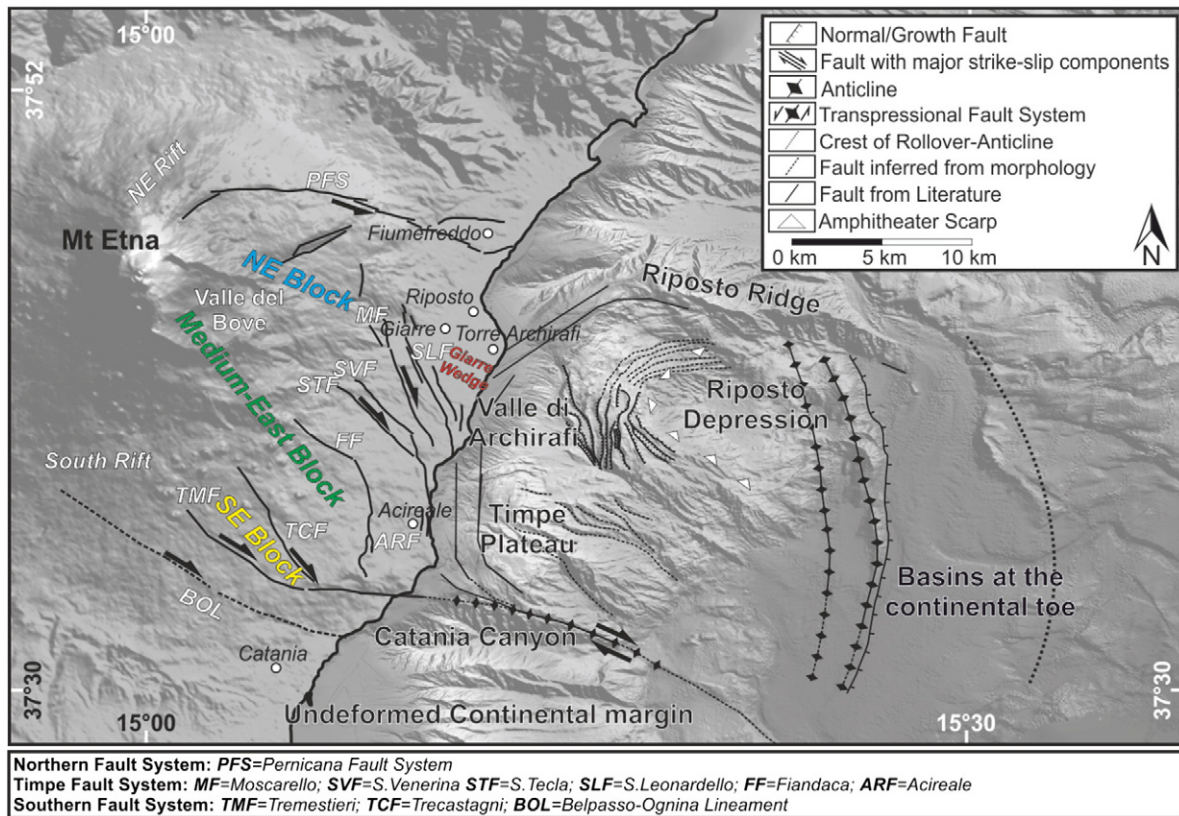 15°00
37°52
Normal/Growth Fault
Fault with major strike-slip components
Anticline
Transpressional Fault System
Crest of Rollover-Anticline
Fault inferred from morphology
Fault from Literature
Amphitheater Scarp
0 km 5 km 10 km
N
NE Rift
PFS
Mt Etna
Fiumefreddo
NE Block
Valle del
Bove
Riposto Ridge
Riposto
MF
Giarre
Torre Archirafi
SLF
Giarre
Wedge
Medium-East Block
SVF
STF
Valle di
Archirafi
Riposto
Depression
FF
South Rift
TMF
SE Block
TCF
Acireale
ARF
Timpe
Plateau
Basins at the
continental toe
BOL
Catania Canyon
Catania
37°30
37°30
Undeformed Continental margin
15°00
15°30
Northern Fault System: PFS=Pernicana Fault System
Timpe Fault System: MF=Moscarello; SVF=S.Venerina STF=S.Tecla; SLF=S.Leonardello; FF=Fiandaca; ARF=Acireale
Southern Fault System: TMF=Tremestieri; TCF=Trecastagni; BOL=Belpasso-Ognina Lineament